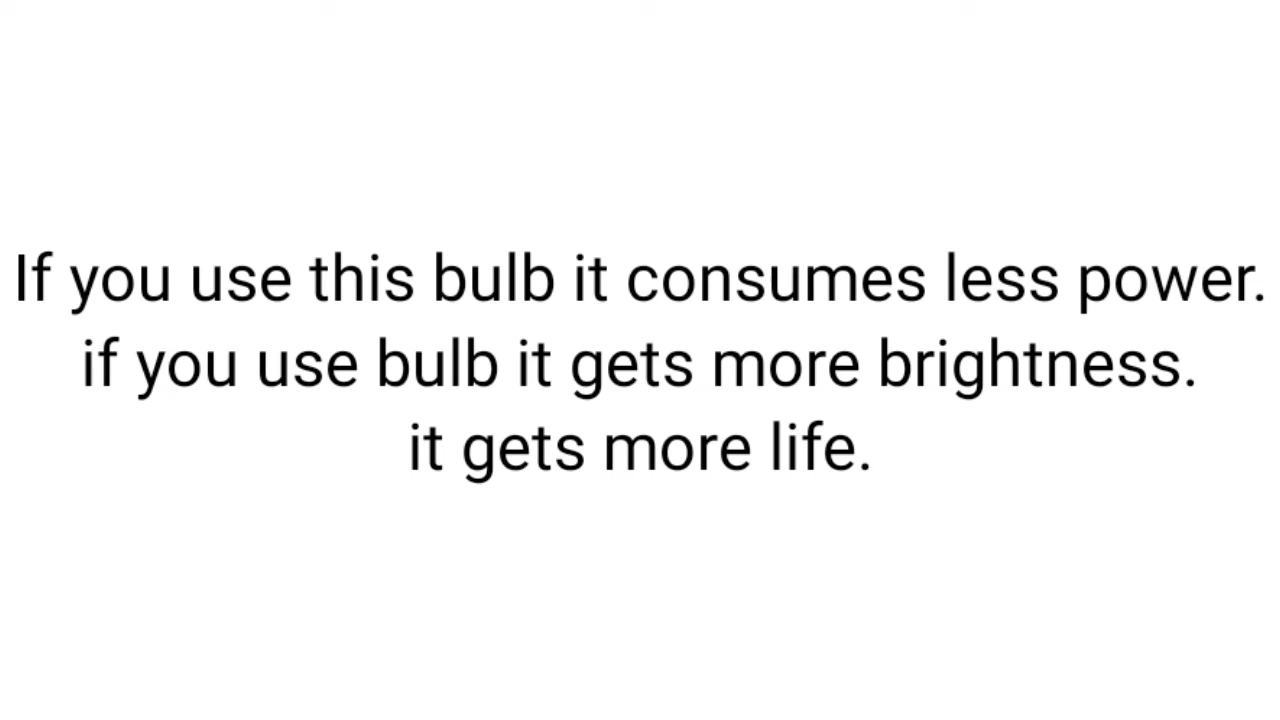 If you use this bulb it consumes less power.
if you use bulb it gets more brightness.
it gets more life.